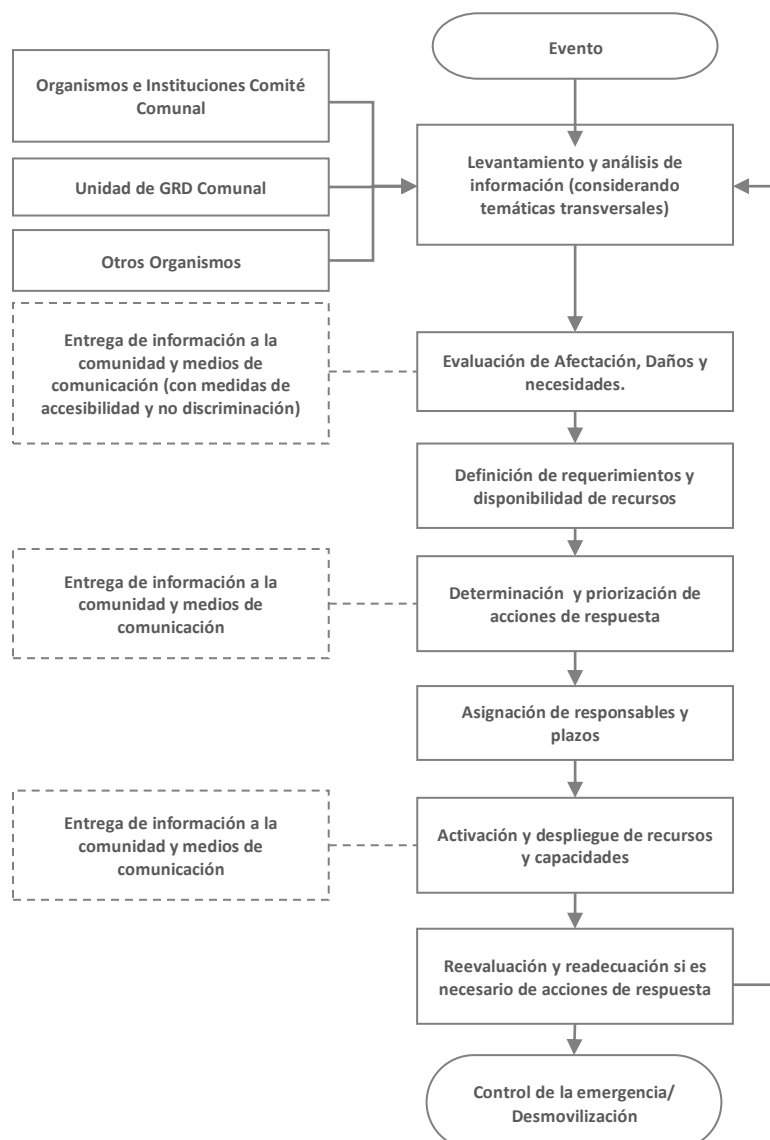 Evento
Organismos e Instituciones Comité
Comunal
Unidad de GRD Comunal
Otros Organismos
Levantamiento y análisis de
información (considerando
temáticas transversales)
Entrega de información a la
comunidad y medios de
comunicación (con medidas de
accesibilidad y no discriminación)
Evaluación de Afectación, Daños y
necesidades.
Definición de requerimientos y
disponibilidad de recursos
Entrega de información a la
comunidad y medios de
comunicación
Determinación y priorización de
acciones de respuesta
Asignación de responsables y
plazos
Entrega de información a la
comunidad y medios de
comunicación
Activación y despliegue de recursos
y capacidades
Reevaluación y readecuación si es
necesario de acciones de respuesta
Control de la emergencia/
Desmovilización